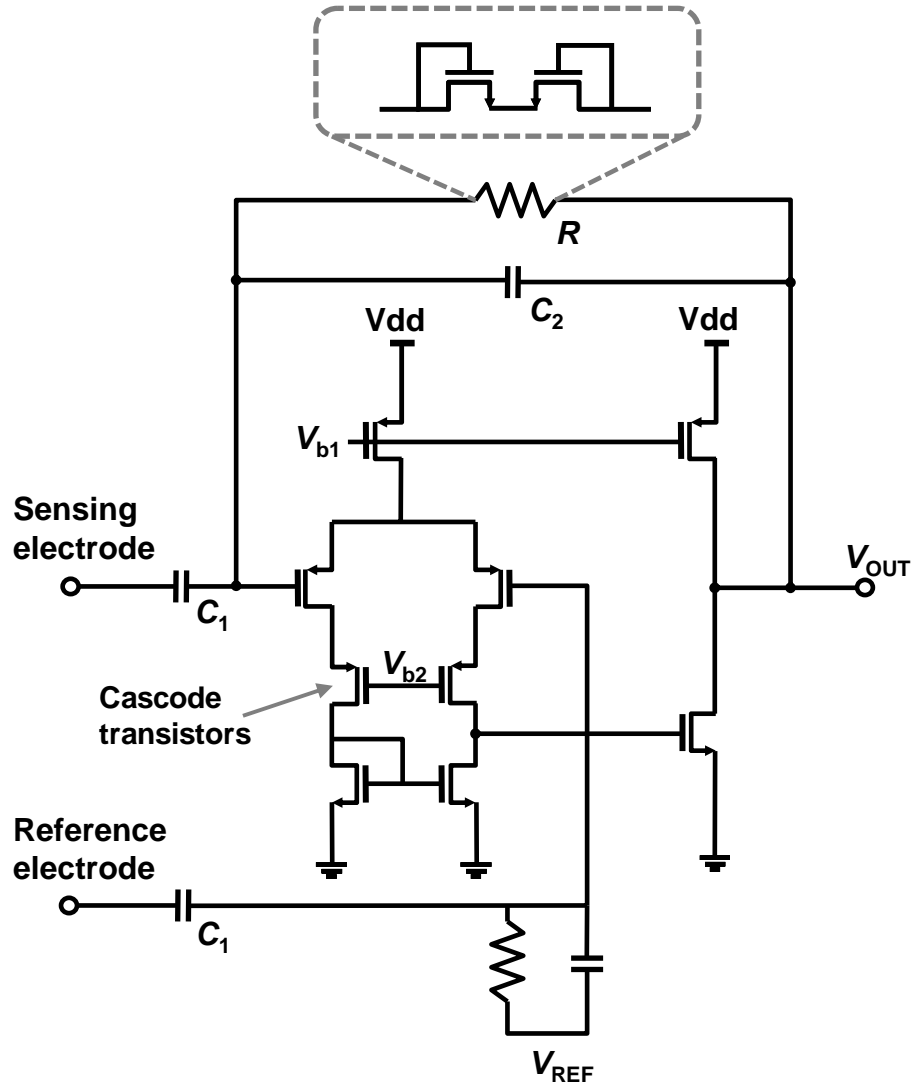 R
C2
Vdd
Vdd
Vb1
Sensing
electrode
VOUT
C1
Vb2
Cascode
transistors
Reference
electrode
C1
VREF